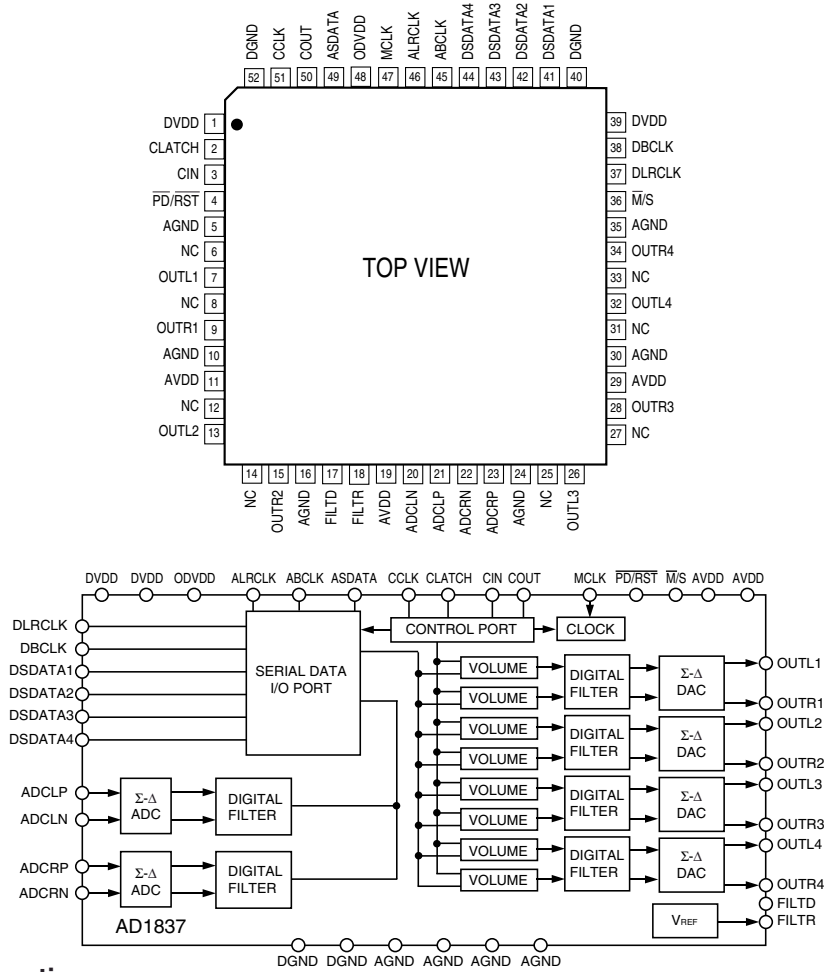 DGND CCLK COUT ASDATA ODVDD MCLK ALRCLK ABCLK DSDATA4 DSDATA3 DSDATA2 DSDATA1 DGND
52 51 50 49 48 47 46 45 44 43 42 41 40
DVDD 1
CLATCH 2
CIN 3
PD/RST 4
AGND 5
NC 6
OUTL1 7
NC 8
OUTR1 9
AGND 10
AVDD 11
NC 12
OUTL2 13
TOP VIEW
39 DVDD
38 DBCLK
37 DLRCLK
36 M/S
35 AGND
34 OUTR4
33 NC
32 OUTL4
31 NC
30 AGND
29 AVDD
28 OUTR3
27 NC
14 15 16 17 18 19 20 21 22 23 24 25 26
NC OUTR2 AGND FILTD FILTR AVDD ADCLN ADCLP ADCRN ADCRP AGND NC OUTL3
DVDD DVDD ODVDD ALRCLK ABCLK ASDATA CCLK CLATCH CIN COUT MCLK PD/RST M/S AVDD AVDD
DLRCLK
DBCLK
DSDATA1
DSDATA2
DSDATA3
DSDATA4
ADCLP
ADCLN
ADCRP
ADCRN
SERIAL DATA
I/O PORT
CONTROL PORT
CLOCK
Σ-Δ
ADC
DIGITAL
FILTER
Σ-Δ
ADC
DIGITAL
FILTER
VOLUME
VOLUME
VOLUME
VOLUME
VOLUME
VOLUME
VOLUME
VOLUME
DIGITAL
FILTER
DIGITAL
FILTER
DIGITAL
FILTER
DIGITAL
FILTER
Σ-Δ
DAC
Σ-Δ
DAC
Σ-Δ
DAC
Σ-Δ
DAC
OUTL1
OUTR1
OUTL2
OUTR2
OUTL3
OUTR3
OUTL4
OUTR4
FILTD
FILTR
VREF
AD1837
DGND DGND AGND AGND AGND AGND